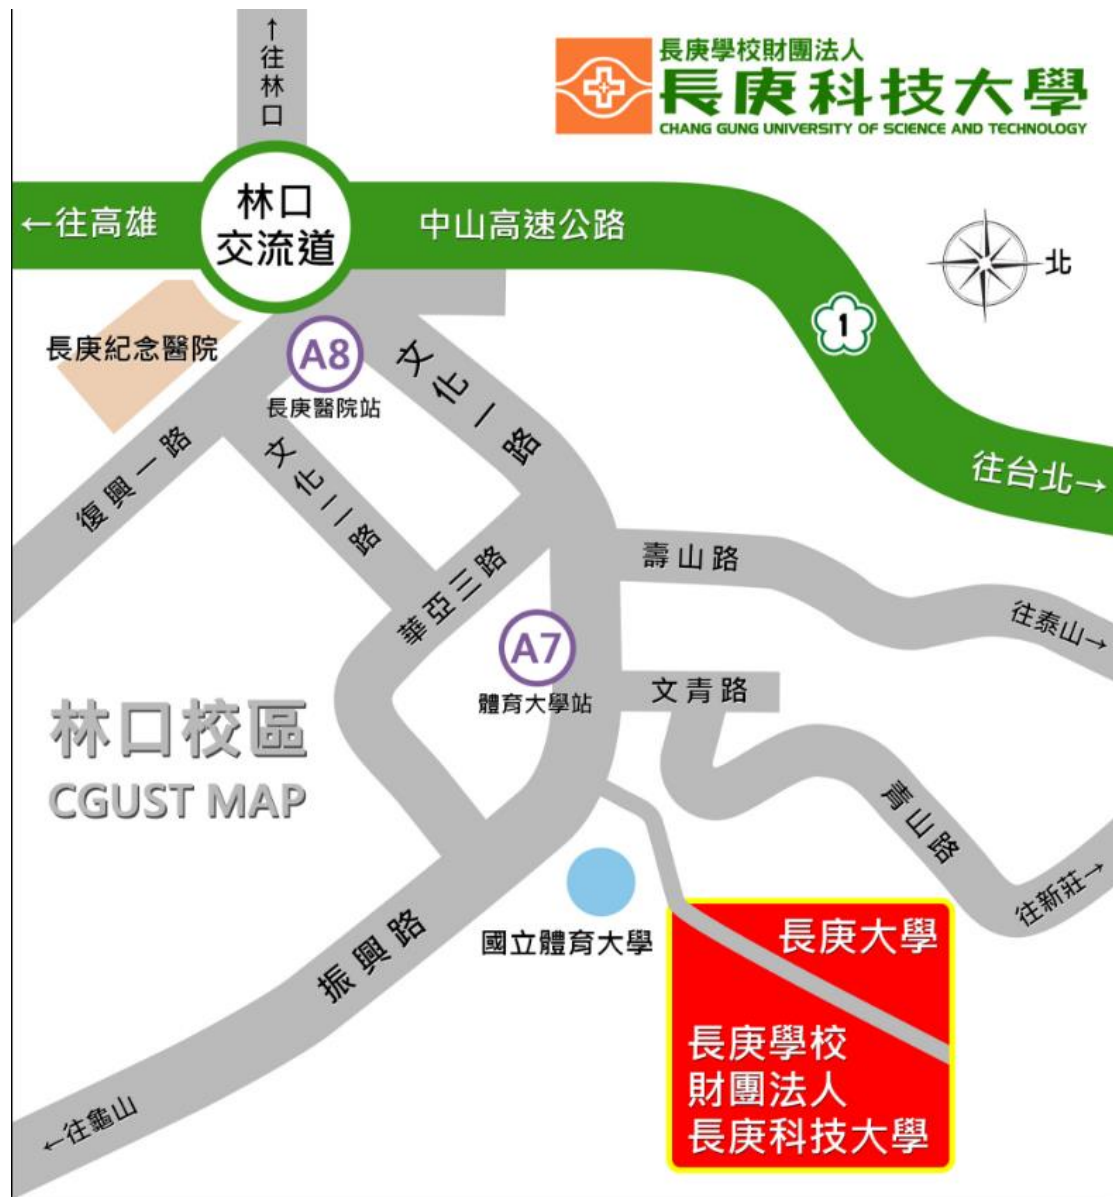 ↑往林口
長庚學校財團法人
長庚科技大學
CHANG GUNG UNIVERSITY OF SCIENCE AND TECHNOLOGY
林口
交流道
←往高雄
中山高速公路
北
1
長庚紀念醫院
A8
長庚醫院站
文化一路
往台北→
復興一路
文化二路
華亞三路
壽山路
往泰山→
A7
體育大學站
文青路
林口校區
CGUST MAP
青山路
往新莊→
國立體育大學
振興路
長庚大學
長庚學校
財團法人
長庚科技大學
←往龜山